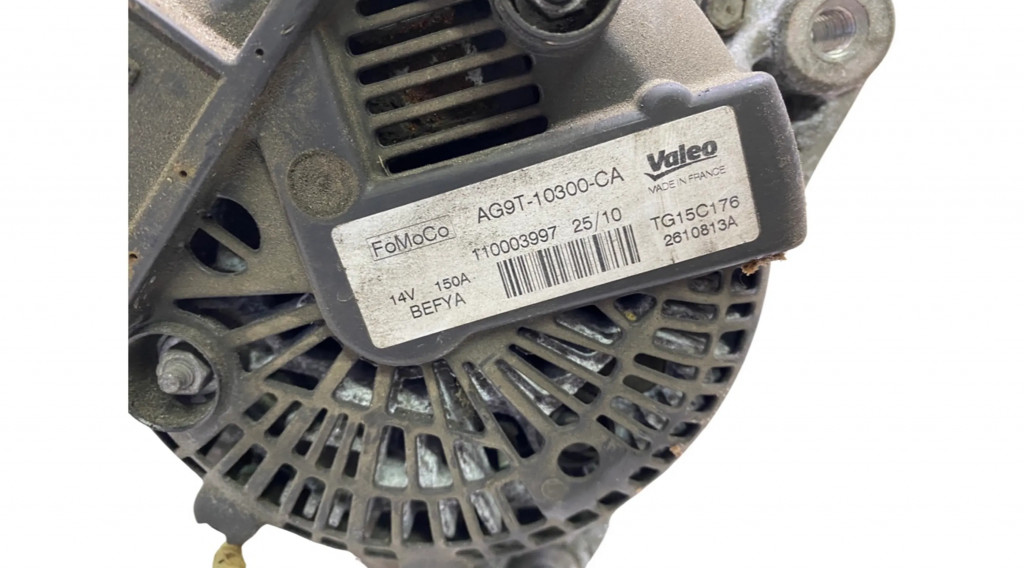 Valeo
MADE IN FRANCE
FoMoCo AG9T-10300-CA
110003997 25/10 TG15C176
14V 150A 2610813A
BEFYA